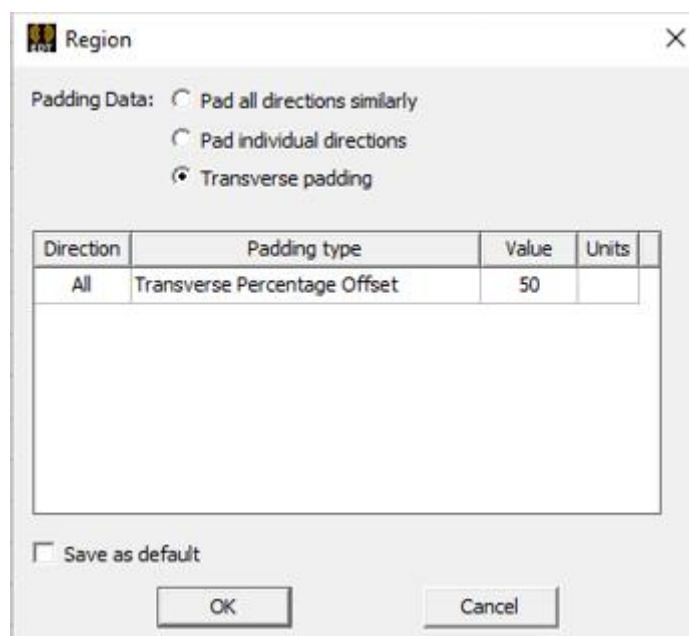 EDT Region
Padding Data: Pad all directions similarly
Pad individual directions
Transverse padding
Direction Padding type Value Units
All Transverse Percentage Offset 50
Save as default
OK Cancel